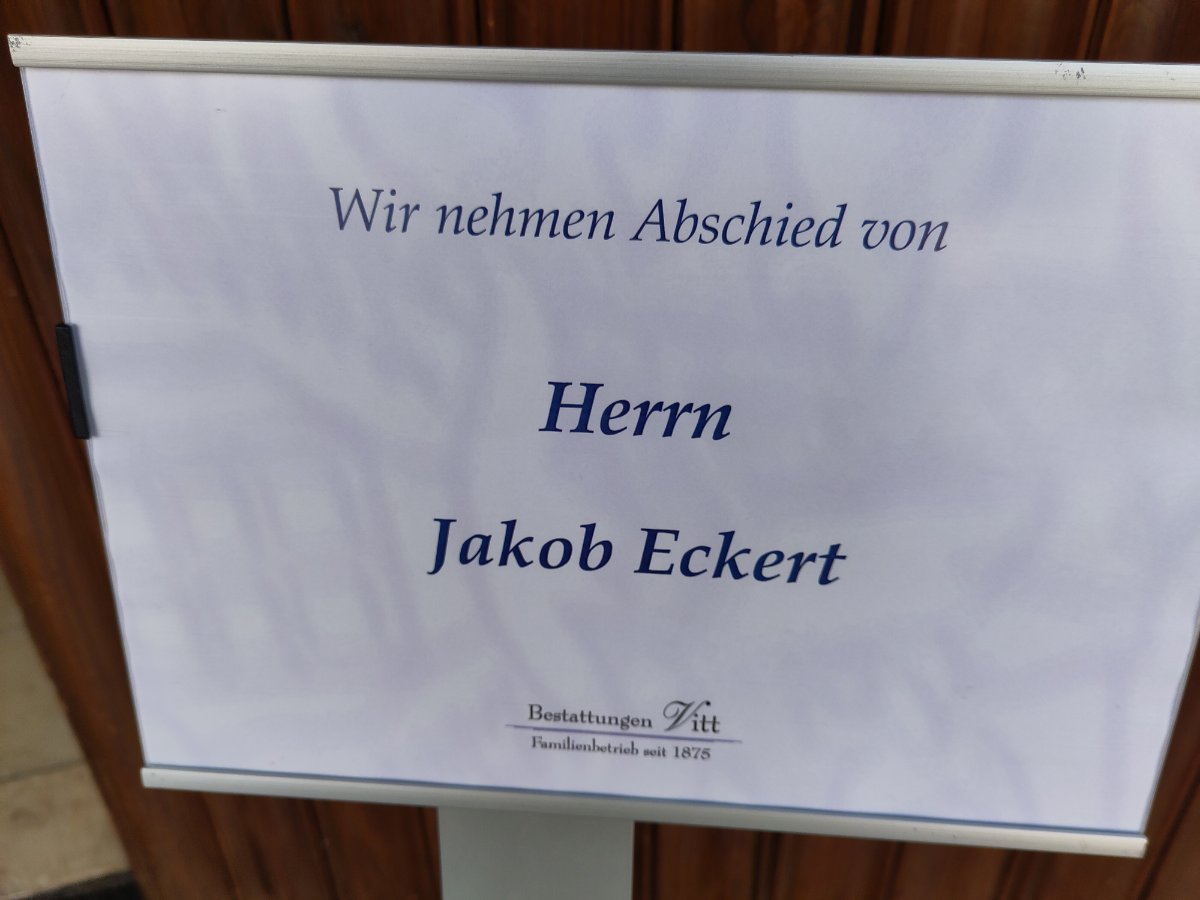 Wir nehmen Abschied von
Herrn
Jakob Eckert
Bestattungen Vitt
Familienbetrieb seit 1875